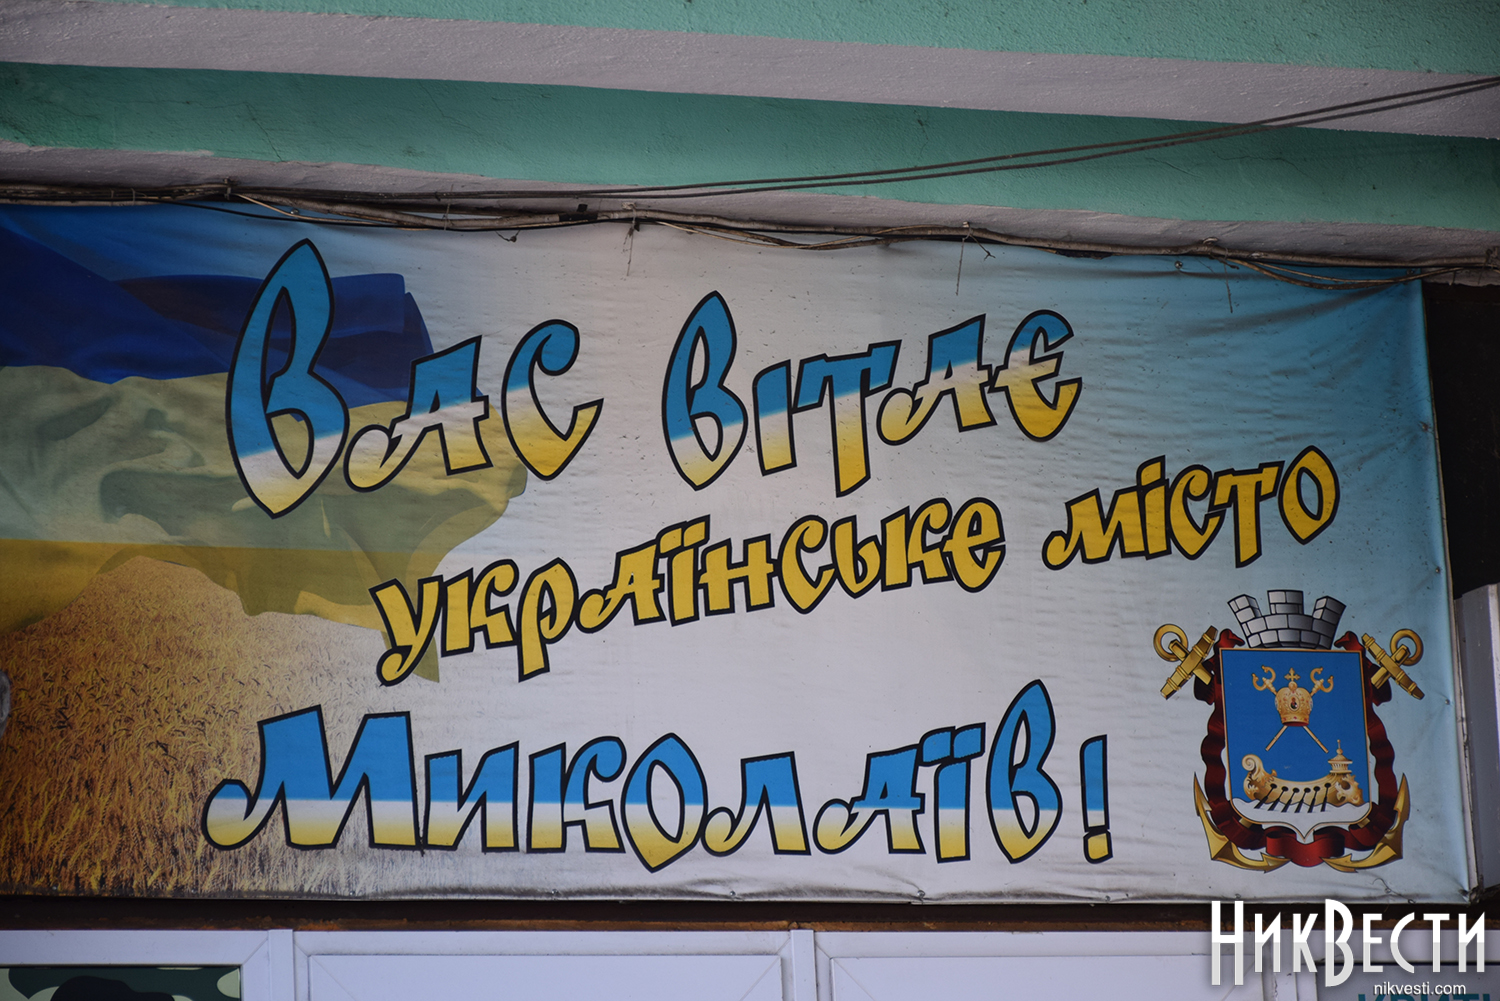 Вас вітає
українське місто
Миколаїв!
НикВести
nikvesti.com